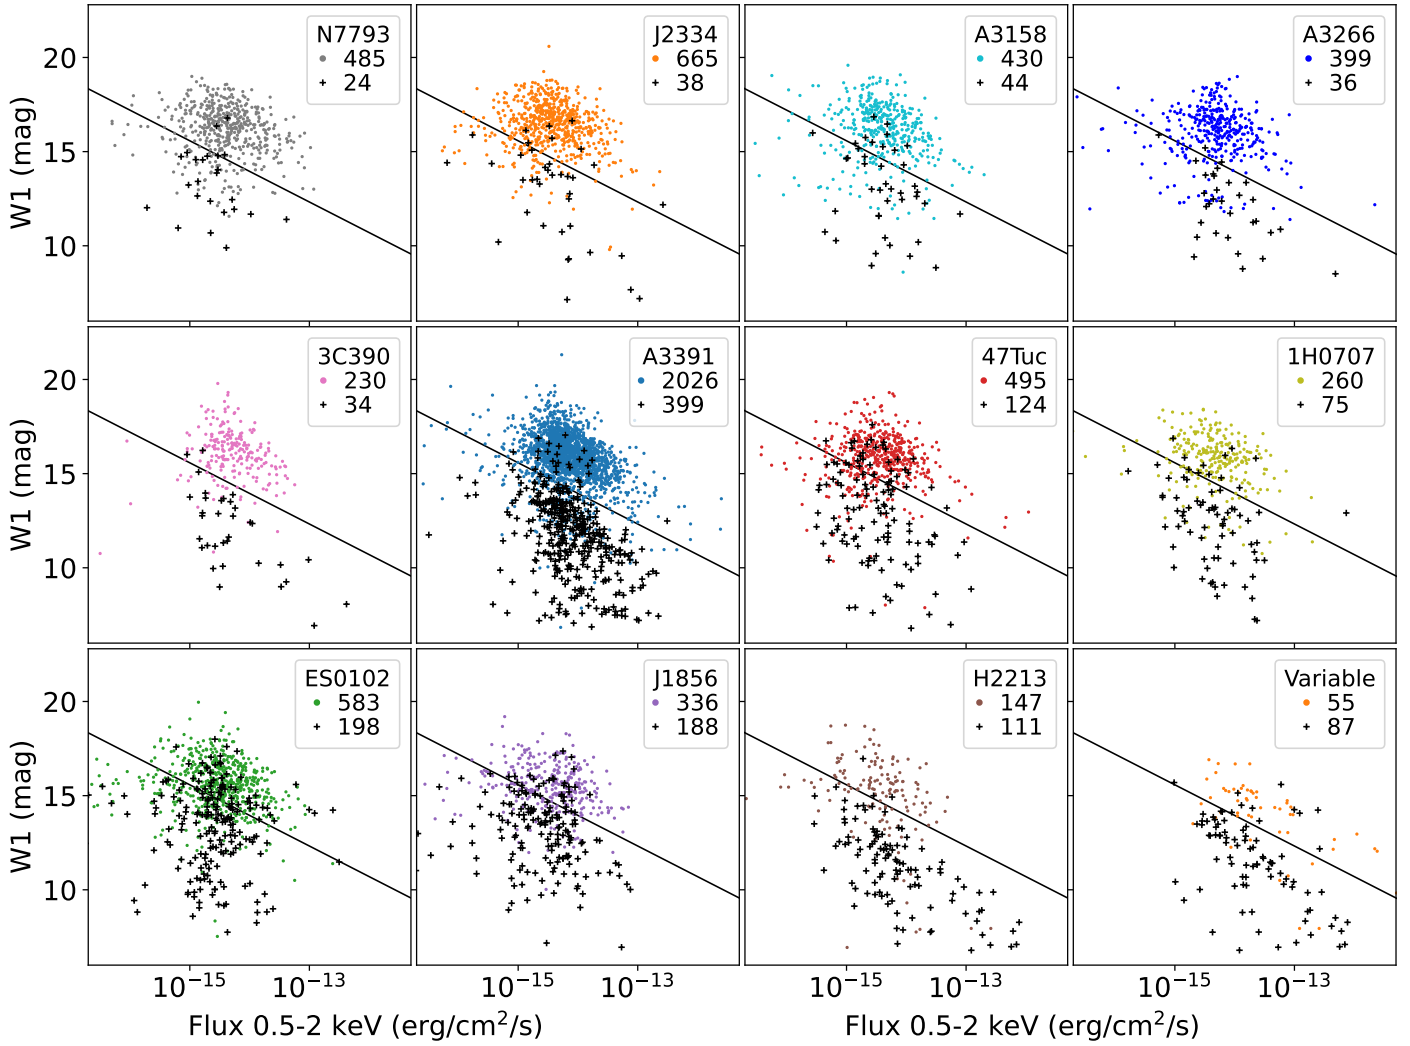 N7793
485
24
J2334
665
38
A3158
430
44
A3266
399
36
20
15
10
W1 (mag)
3C390
230
34
A3391
2026
399
47Tuc
495
124
1H0707
260
75
20
15
10
W1 (mag)
ES0102
583
198
J1856
336
188
H2213
147
111
Variable
55
87
20
15
10
W1 (mag)
10⁻¹⁵ 10⁻¹³ 10⁻¹⁵ 10⁻¹³ 10⁻¹⁵ 10⁻¹³ 10⁻¹⁵ 10⁻¹³
Flux 0.5-2 keV (erg/cm²/s) Flux 0.5-2 keV (erg/cm²/s)